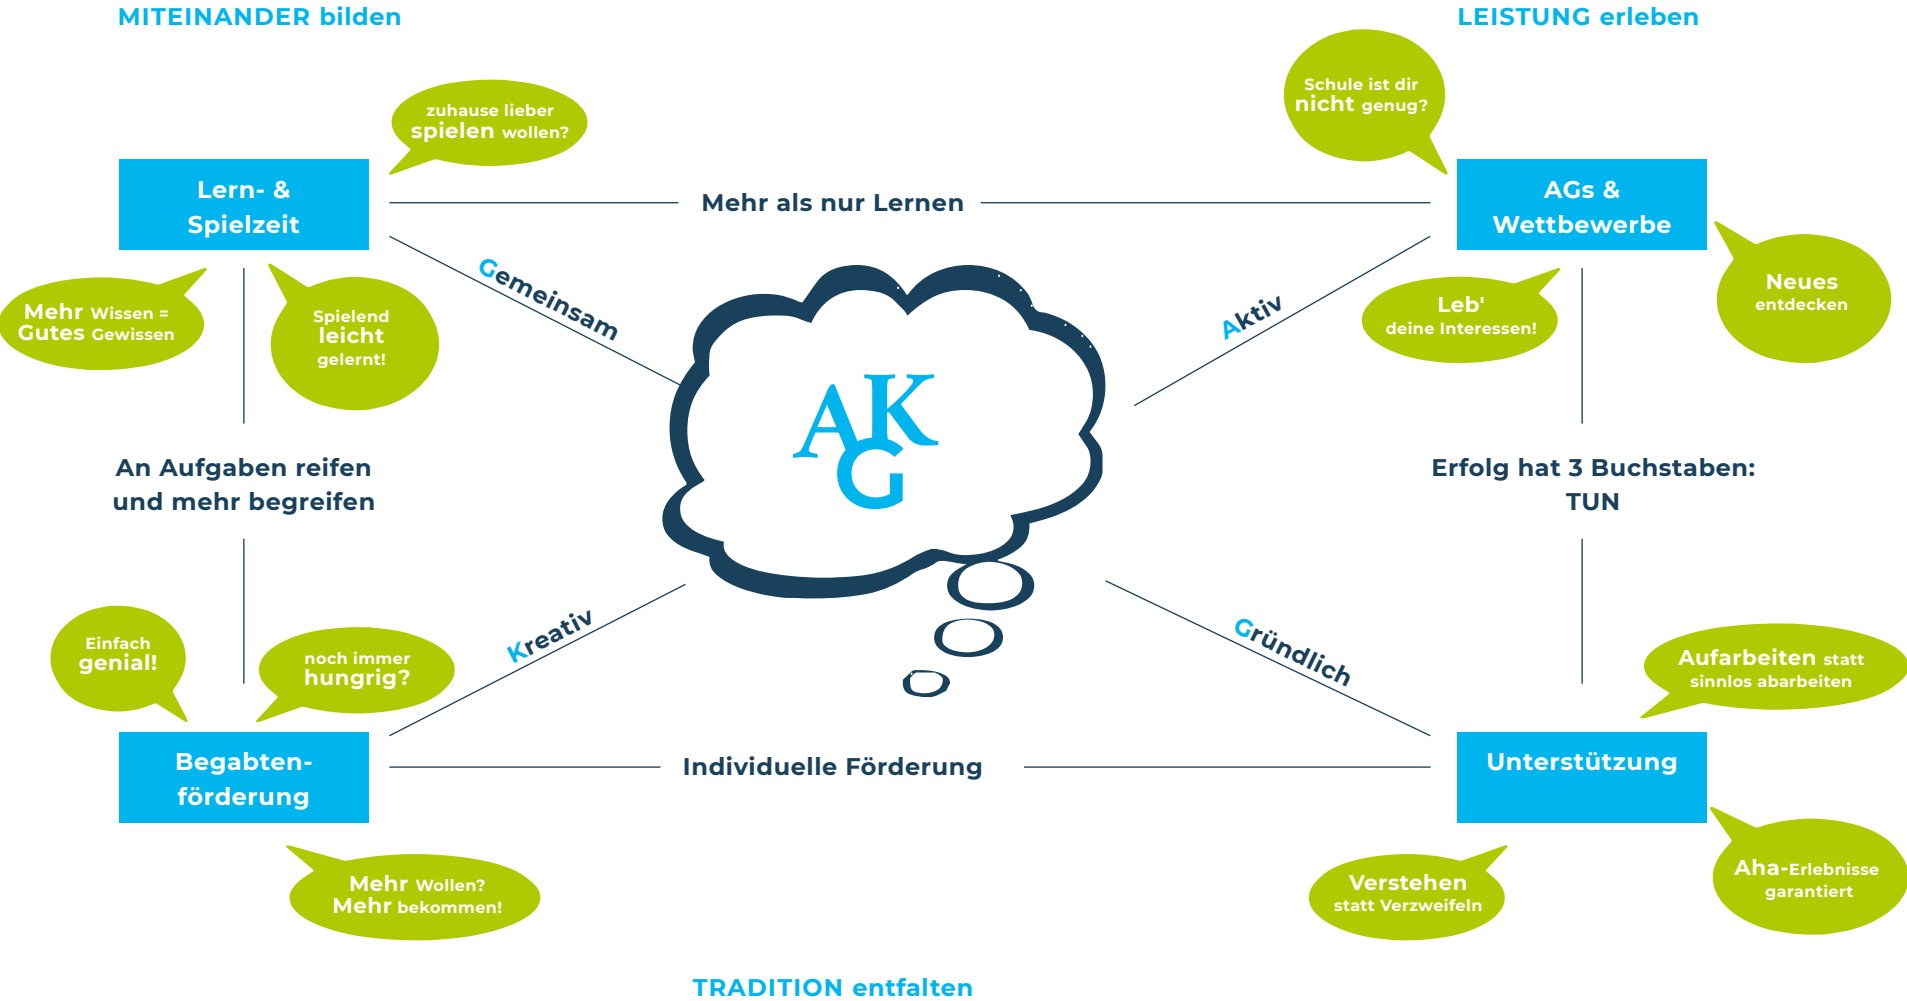 MITEINANDER bilden
LEISTUNG erleben
zuhause lieber
spielen wollen?
Schule ist dir
nicht genug?
Lern- &
Spielzeit
Mehr als nur Lernen
AGs &
Wettbewerbe
Mehr Wissen =
Gutes Gewissen
Spielend
leicht
gelernt!
Gemeinsam
Aktiv
Leb'
deine Interessen!
Neues
entdecken
AKG
An Aufgaben reifen
und mehr begreifen
Erfolg hat 3 Buchstaben:
TUN
Einfach
genial!
noch immer
hungrig?
Kreativ
Gründlich
Aufarbeiten statt
sinnlos abarbeiten
Begabten-
förderung
Individuelle Förderung
Unterstützung
Mehr Wollen?
Mehr bekommen!
Verstehen
statt Verzweifeln
Aha-Erlebnisse
garantiert
TRADITION entfalten